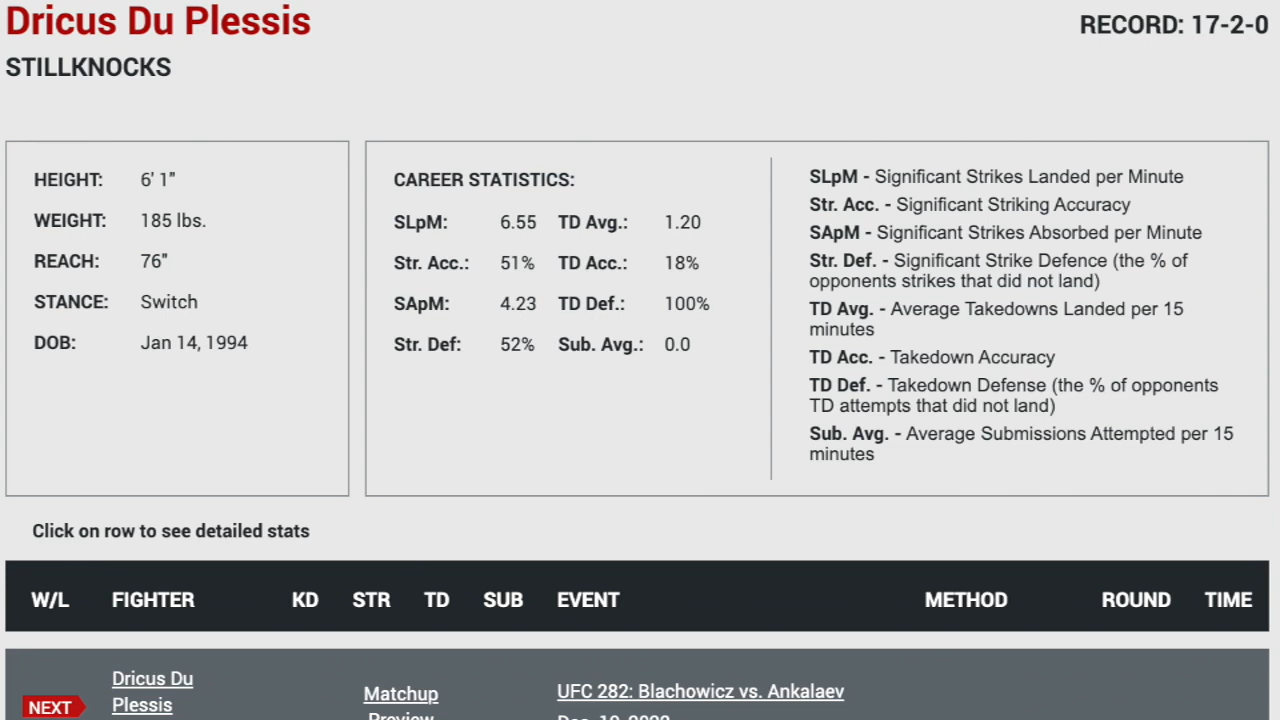 Dricus Du Plessis
RECORD: 17-2-0
STILLKNOCKS
HEIGHT: 6' 1"
WEIGHT: 185 lbs.
REACH: 76"
STANCE: Switch
DOB: Jan 14, 1994
CAREER STATISTICS:
SLpM: 6.55 TD Avg.: 1.20
Str. Acc.: 51% TD Acc.: 18%
SApM: 4.23 TD Def.: 100%
Str. Def: 52% Sub. Avg.: 0.0
SLpM - Significant Strikes Landed per Minute
Str. Acc. - Significant Striking Accuracy
SApM - Significant Strikes Absorbed per Minute
Str. Def. - Significant Strike Defence (the % of
opponents strikes that did not land)
TD Avg. - Average Takedowns Landed per 15
minutes
TD Acc. - Takedown Accuracy
TD Def. - Takedown Defense (the % of opponents
TD attempts that did not land)
Sub. Avg. - Average Submissions Attempted per 15
minutes
Click on row to see detailed stats
W/L FIGHTER KD STR TD SUB EVENT METHOD ROUND TIME
NEXT
Dricus Du
Plessis
Matchup
Preview
UFC 282: Blachowicz vs. Ankalaev
Dec. 10, 2022